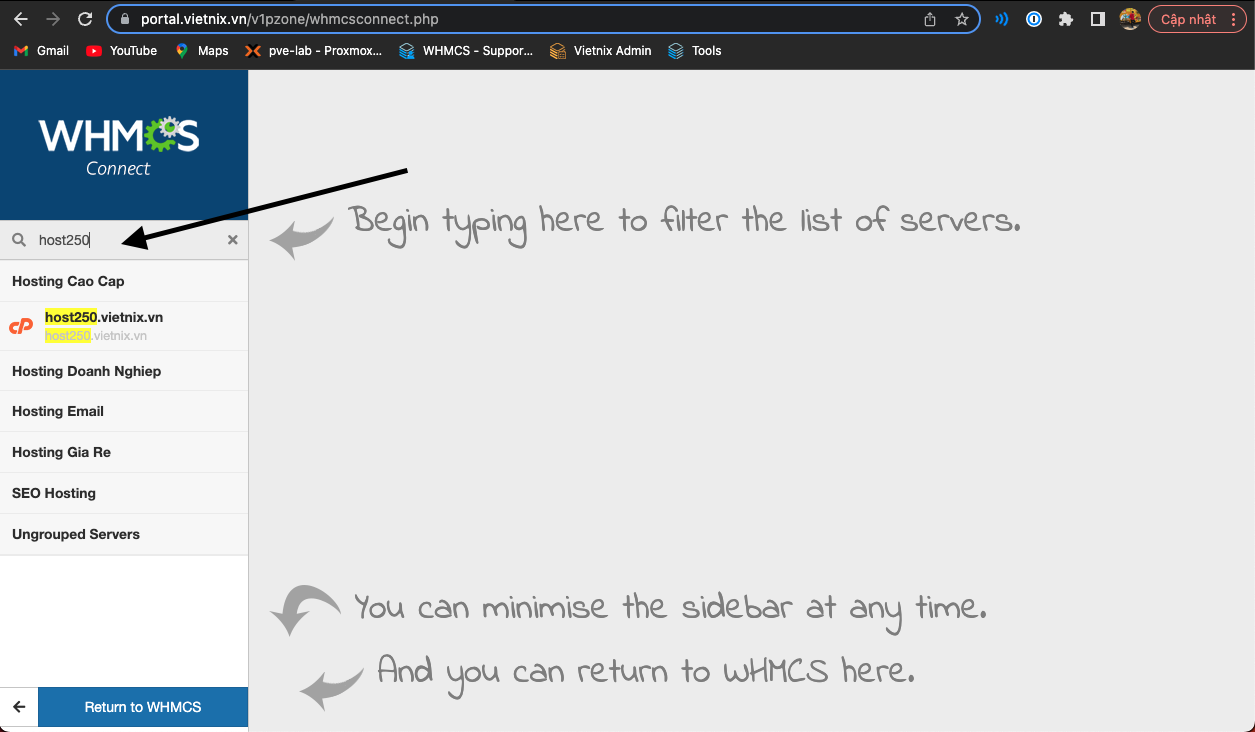 portal.vietnix.vn/v1pzone/whmcsconnect.php
Cập nhật
Gmail
YouTube
Maps
pve-lab - Proxmox...
WHMCS - Suppor...
Vietnix Admin
Tools
WHMCS
Connect
host250
Begin typing here to filter the list of servers.
Hosting Cao Cap
cP
host250.vietnix.vn
host250.vietnix.vn
Hosting Doanh Nghiep
Hosting Email
Hosting Gia Re
SEO Hosting
Ungrouped Servers
You can minimise the sidebar at any time.
And you can return to WHMCS here.
Return to WHMCS